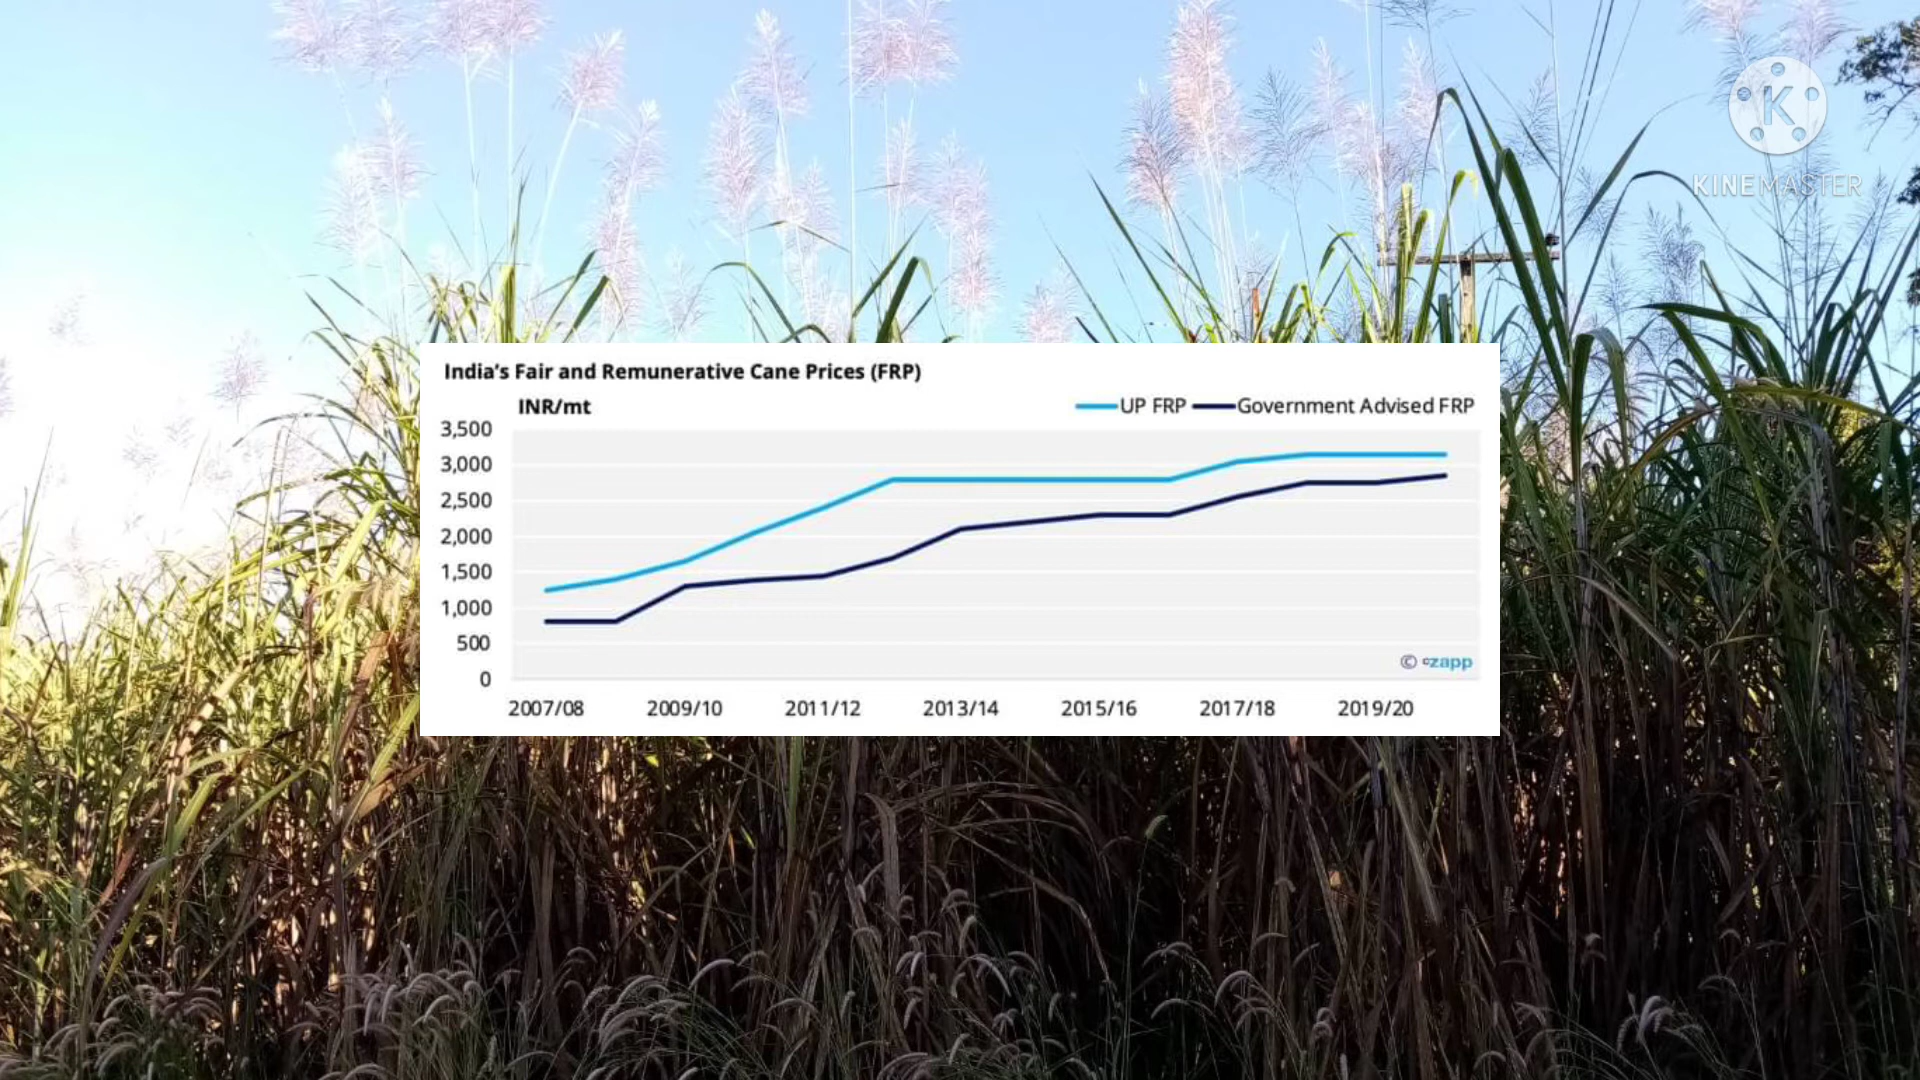 K
KINEMASTER
India's Fair and Remunerative Cane Prices (FRP)
INR/mt
UP FRP Government Advised FRP
3,500
3,000
2,500
2,000
1,500
1,000
500
0
© czapp
2007/08 2009/10 2011/12 2013/14 2015/16 2017/18 2019/20